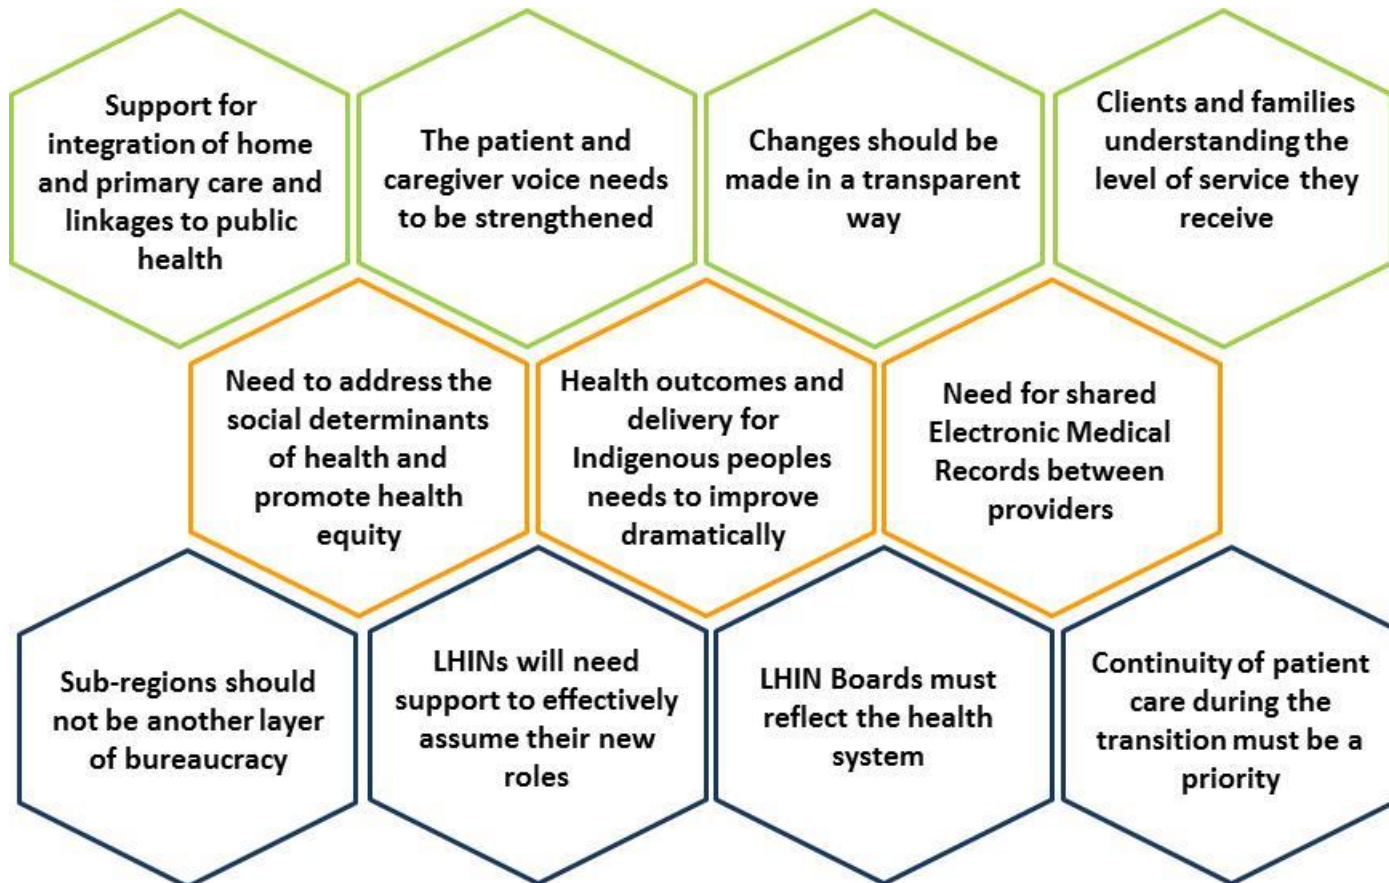 Support for
integration of home
and primary care and
linkages to public
health
The patient and
caregiver voice needs
to be strengthened
Changes should be
made in a transparent
way
Clients and families
understanding the
level of service they
receive
Need to address the
social determinants
of health and
promote health
equity
Health outcomes and
delivery for
Indigenous peoples
needs to improve
dramatically
Need for shared
Electronic Medical
Records between
providers
Sub-regions should
not be another layer
of bureaucracy
LHINs will need
support to effectively
assume their new
roles
LHIN Boards must
reflect the health
system
Continuity of patient
care during the
transition must be a
priority